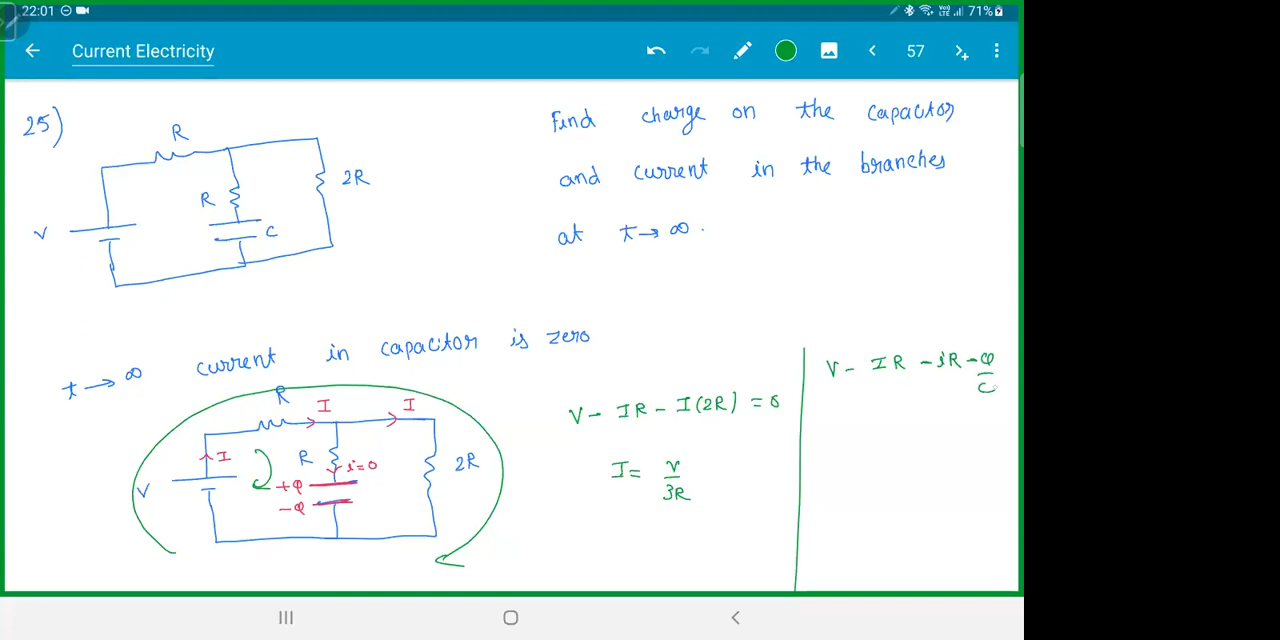 22:01
71%
Current Electricity
57
25)
R
R
2R
V
C
Find charge on the capacitor
and current in the branches
at t→∞.
t→∞ current in capacitor is zero
R
I
I
I
R
i=0
2R
V
+Q
-Q
V - IR - I(2R) = 0
I = V/3R
V - IR - iR - Q/C